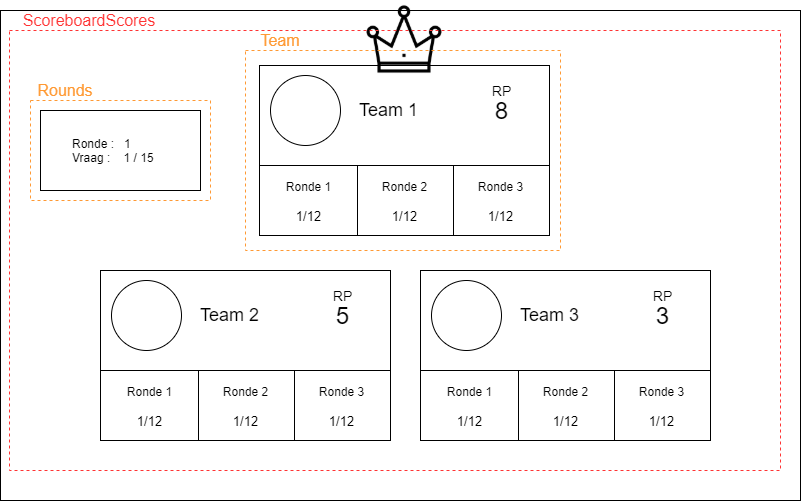 ScoreboardScores
Team
Rounds
Ronde : 1
Vraag : 1 / 15
Team 1
RP
8
Ronde 1
Ronde 2
Ronde 3
1/12
1/12
1/12
Team 2
RP
5
Ronde 1
Ronde 2
Ronde 3
1/12
1/12
1/12
Team 3
RP
3
Ronde 1
Ronde 2
Ronde 3
1/12
1/12
1/12